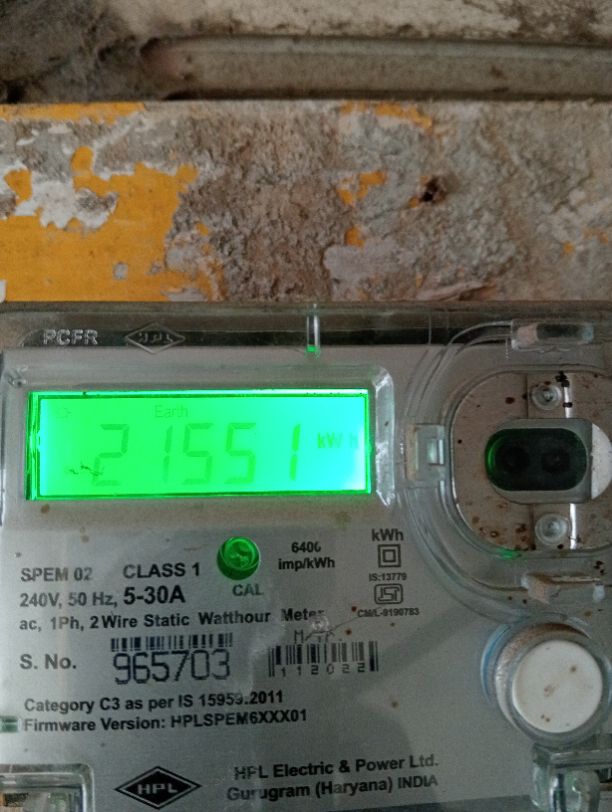 PCFR HPL
Earth
21551 kWh
6400
imp/kWh
kWh
IS:13779
SPEM 02 CLASS 1
CAL
240V, 50 Hz, 5-30A
CM/L-9190783
ac, 1Ph, 2 Wire Static Watthour Meter
S. No. 965703
112022
Category C3 as per IS 15959:2011
Firmware Version: HPLSPEM6XXX01
HPL
HPL Electric & Power Ltd.
Gurugram (Haryana) INDIA